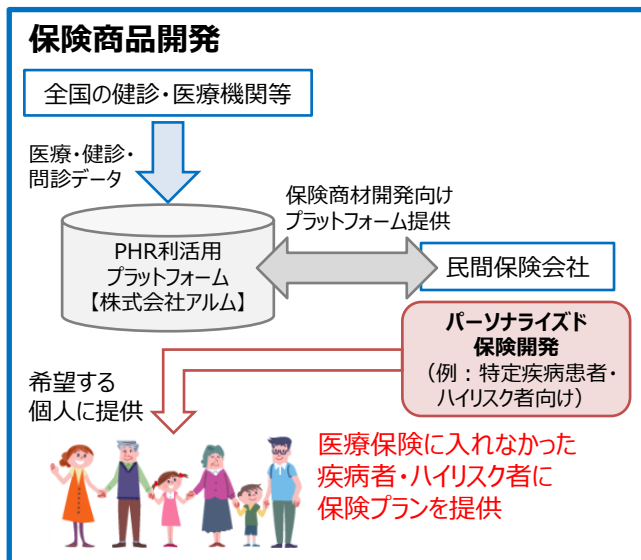 保険商品開発
全国の健診・医療機関等
医療・健診・
問診データ
保険商材開発向け
プラットフォーム提供
PHR利活用
プラットフォーム
【株式会社アルム】
民間保険会社
パーソナライズド
保険開発
（例：特定疾病患者・
ハイリスク者向け）
希望する
個人に提供
医療保険に入れなかった
疾病者・ハイリスク者に
保険プランを提供